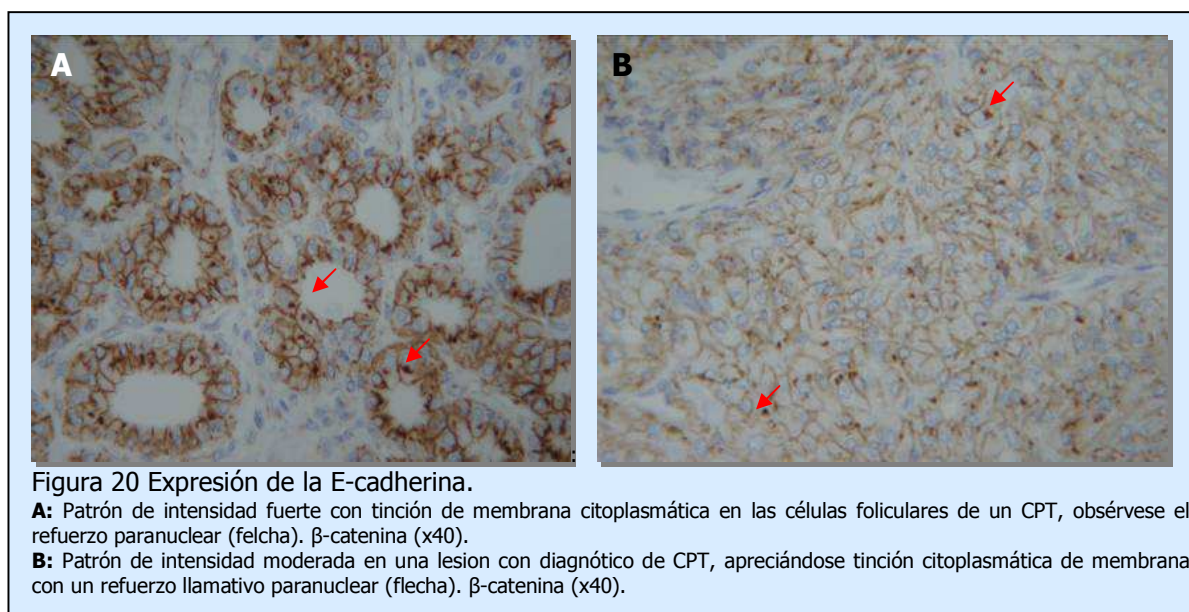 A
B
:
Figura 20 Expresión de la E-cadherina.
A: Patrón de intensidad fuerte con tinción de membrana citoplasmática en las células foliculares de un CPT, obsérvese el
refuerzo paranuclear (felcha). β-catenina (x40).
B: Patrón de intensidad moderada en una lesion con diagnótico de CPT, apreciándose tinción citoplasmática de membrana
con un refuerzo llamativo paranuclear (flecha). β-catenina (x40).